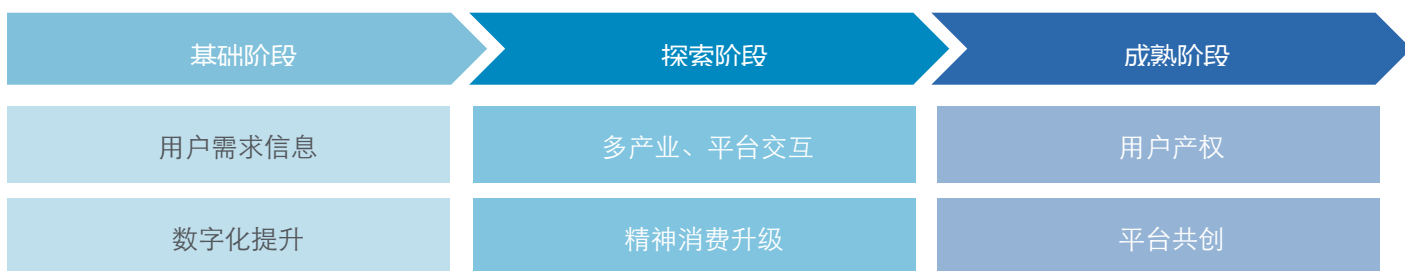 基础阶段
探索阶段
成熟阶段
用户需求信息
多产业、平台交互
用户产权
数字化提升
精神消费升级
平台共创